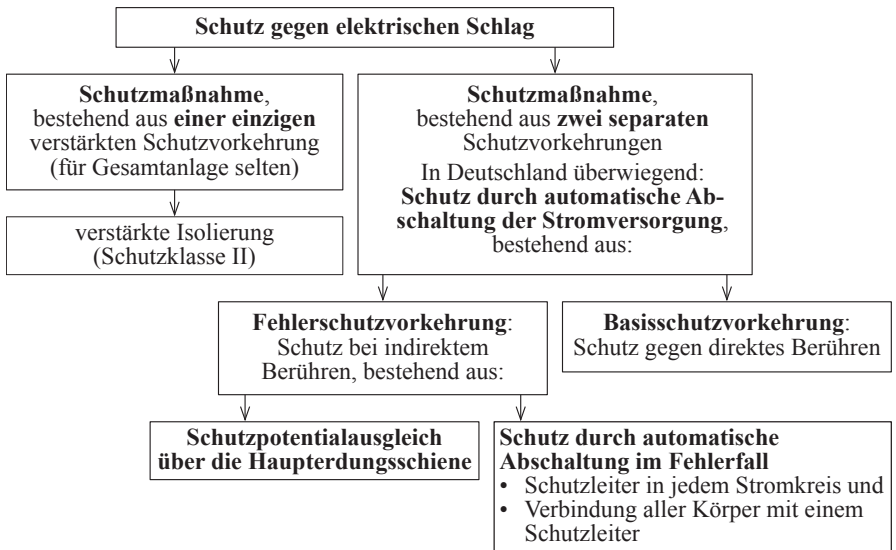 Schutz gegen elektrischen Schlag
Schutzmaßnahme,
bestehend aus einer einzigen
verstärkten Schutzvorkehrung
(für Gesamtanlage selten)
verstärkte Isolierung
(Schutzklasse II)
Schutzmaßnahme,
bestehend aus zwei separaten
Schutzvorkehrungen
In Deutschland überwiegend:
Schutz durch automatische Ab-
schaltung der Stromversorgung,
bestehend aus:
Fehlerschutzvorkehrung:
Schutz bei indirektem
Berühren, bestehend aus:
Basisschutzvorkehrung:
Schutz gegen direktes Berühren
Schutzpotentialausgleich
über die Haupterdungsschiene
Schutz durch automatische
Abschaltung im Fehlerfall
• Schutzleiter in jedem Stromkreis und
• Verbindung aller Körper mit einem
Schutzleiter